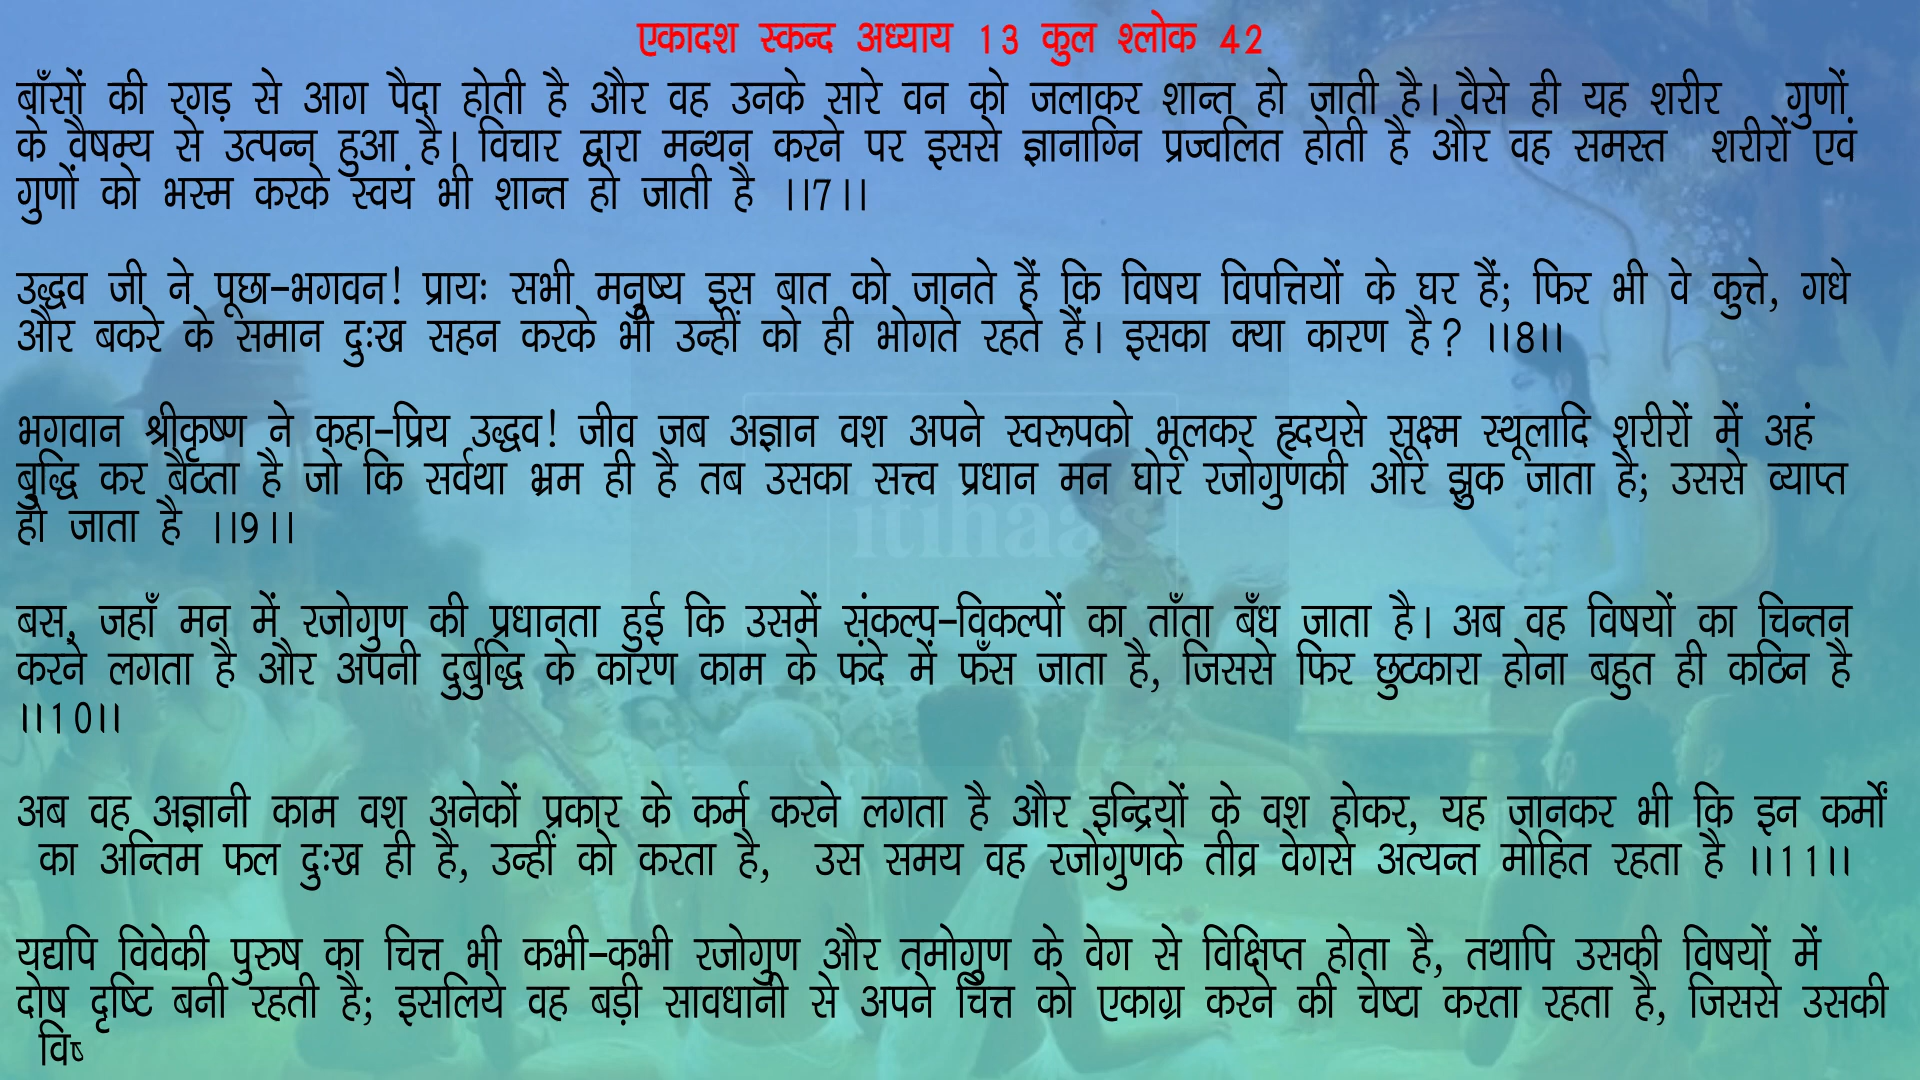 एकादश स्कन्द अध्याय 13 कुल श्लोक 42
बाँसों की रगड़ से आग पैदा होती है और वह उनके सारे वन को जलाकर शान्त हो जाती है। वैसे ही यह शरीर गुणों
के वैषम्य से उत्पन्न हुआ है। विचार द्वारा मन्थन करने पर इससे ज्ञानाग्नि प्रज्वलित होती है और वह समस्त शरीरों एवं
गुणों को भस्म करके स्वयं भी शान्त हो जाती है ।।7।।
उद्धव जी ने पूछा-भगवन! प्रायः सभी मनुष्य इस बात को जानते हैं कि विषय विपत्तियों के घर हैं; फिर भी वे कुत्ते, गधे
और बकरे के समान दुःख सहन करके भी उन्हीं को ही भोगते रहते हैं। इसका क्या कारण है? ।।8।।
भगवान श्रीकृष्ण ने कहा-प्रिय उद्धव! जीव जब अज्ञान वश अपने स्वरूपको भूलकर हृदयसे सूक्ष्म स्थूलादि शरीरों में अहं
बुद्धि कर बैठता है जो कि सर्वथा भ्रम ही है तब उसका सत्त्व प्रधान मन घोर रजोगुणकी ओर झुक जाता है; उससे व्याप्त
हो जाता है ।।9।।
itihaas
बस, जहाँ मन में रजोगुण की प्रधानता हुई कि उसमें संकल्प-विकल्पों का ताँता बँध जाता है। अब वह विषयों का चिन्तन
करने लगता है और अपनी दुर्बुद्धि के कारण काम के फंदे में फँस जाता है, जिससे फिर छुटकारा होना बहुत ही कठिन है
।।10।।
अब वह अज्ञानी काम वश अनेकों प्रकार के कर्म करने लगता है और इन्द्रियों के वश होकर, यह जानकर भी कि इन कर्मों
का अन्तिम फल दुःख ही है, उन्हीं को करता है, उस समय वह रजोगुणके तीव्र वेगसे अत्यन्त मोहित रहता है ।।11।।
यद्यपि विवेकी पुरुष का चित्त भी कभी-कभी रजोगुण और तमोगुण के वेग से विक्षिप्त होता है, तथापि उसकी विषयों में
दोष दृष्टि बनी रहती है; इसलिये वह बड़ी सावधानी से अपने चित्त को एकाग्र करने की चेष्टा करता रहता है, जिससे उसकी